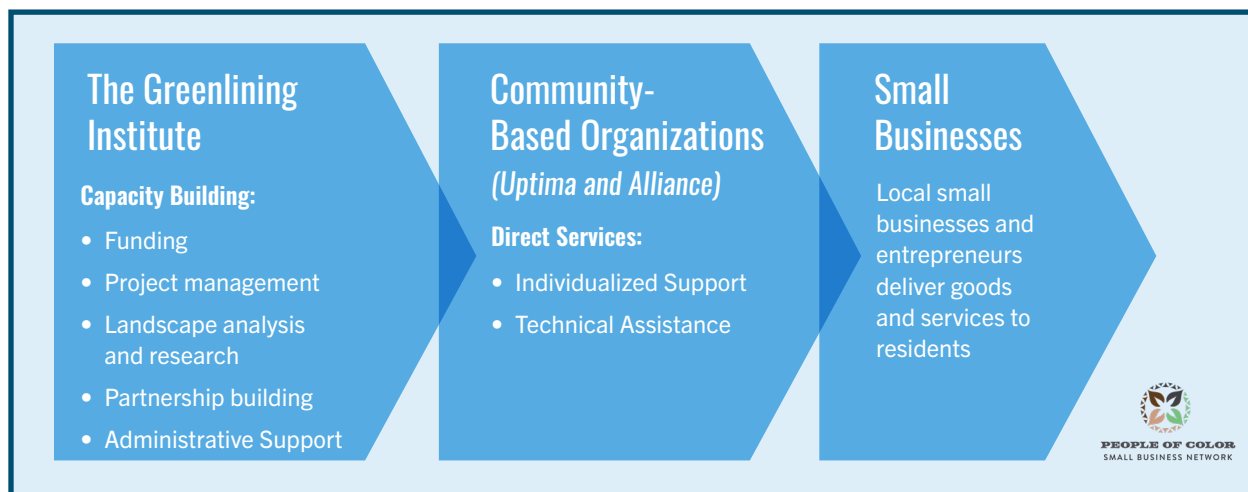 The Greenlining
Institute
Capacity Building:
• Funding
• Project management
• Landscape analysis
and research
• Partnership building
• Administrative Support
Community-
Based Organizations
(Uptima and Alliance)
Direct Services:
• Individualized Support
• Technical Assistance
Small
Businesses
Local small
businesses and
entrepreneurs
deliver goods
and services to
residents
PEOPLE OF COLOR
SMALL BUSINESS NETWORK